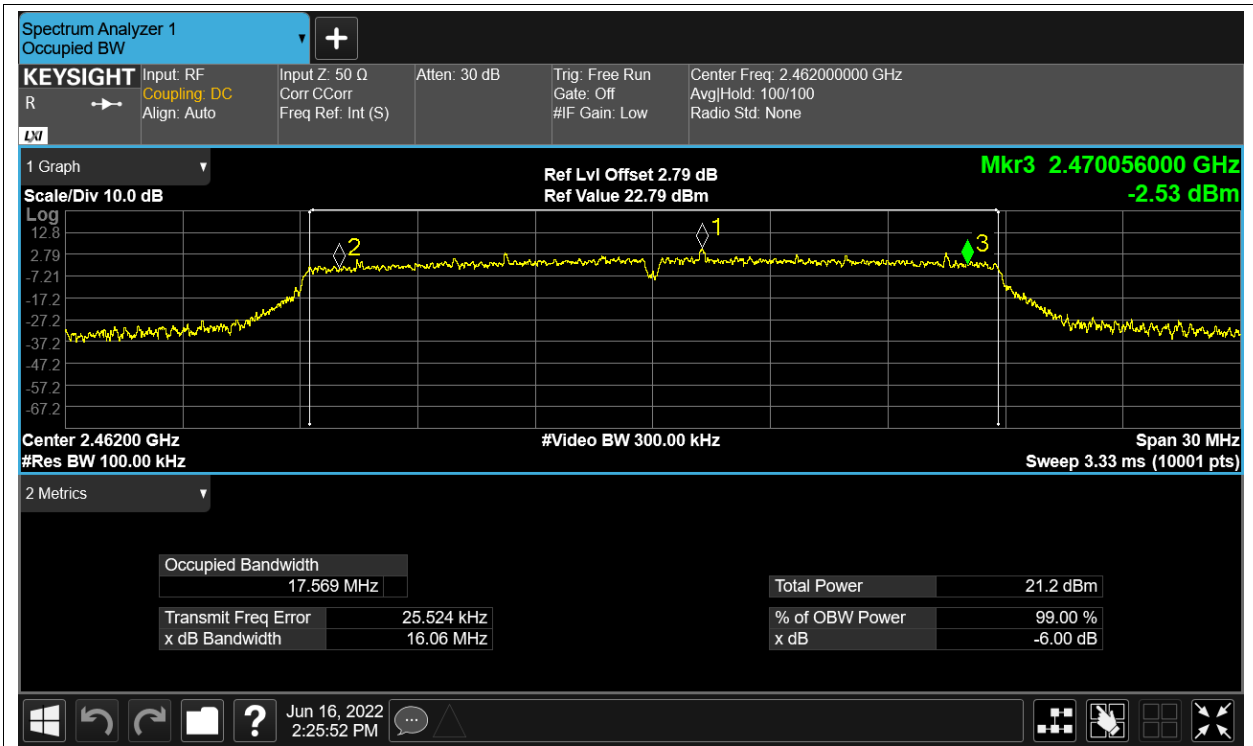 Spectrum Analyzer 1
Occupied BW
KEYSIGHT
R
LXI
Input: RF
Coupling: DC
Align: Auto
Input Z: 50 Ω
Corr CCorr
Freq Ref: Int (S)
Atten: 30 dB
Trig: Free Run
Gate: Off
#IF Gain: Low
Center Freq: 2.462000000 GHz
Avg|Hold: 100/100
Radio Std: None
1 Graph
Scale/Div 10.0 dB
Ref Lvl Offset 2.79 dB
Ref Value 22.79 dBm
Mkr3 2.470056000 GHz
-2.53 dBm
Log
12.8
2.79
-7.21
-17.2
-27.2
-37.2
-47.2
-57.2
-67.2
2
1
3
Center 2.46200 GHz
#Res BW 100.00 kHz
#Video BW 300.00 kHz
Span 30 MHz
Sweep 3.33 ms (10001 pts)
2 Metrics
Occupied Bandwidth
17.569 MHz
Transmit Freq Error 25.524 kHz
x dB Bandwidth 16.06 MHz
Total Power 21.2 dBm
% of OBW Power 99.00 %
x dB -6.00 dB
?
Jun 16, 2022
2:25:52 PM